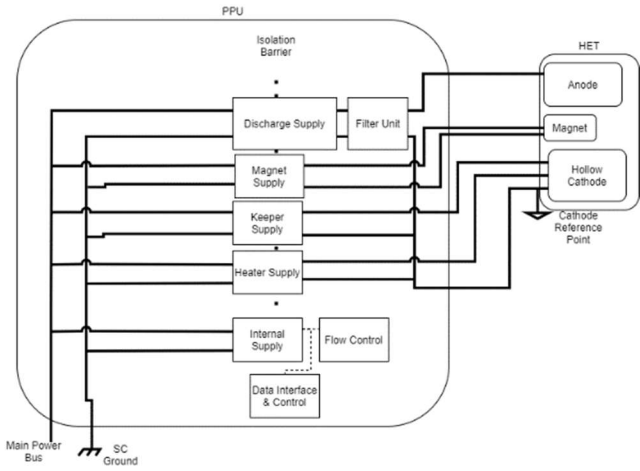 PPU
Isolation
Barrier
HET
Anode
Discharge Supply
Filter Unit
Magnet
Magnet
Supply
Hollow
Cathode
Keeper
Supply
Cathode
Reference
Point
Heater Supply
Internal
Supply
Flow Control
Data Interface
& Control
Main Power
Bus
SC
Ground